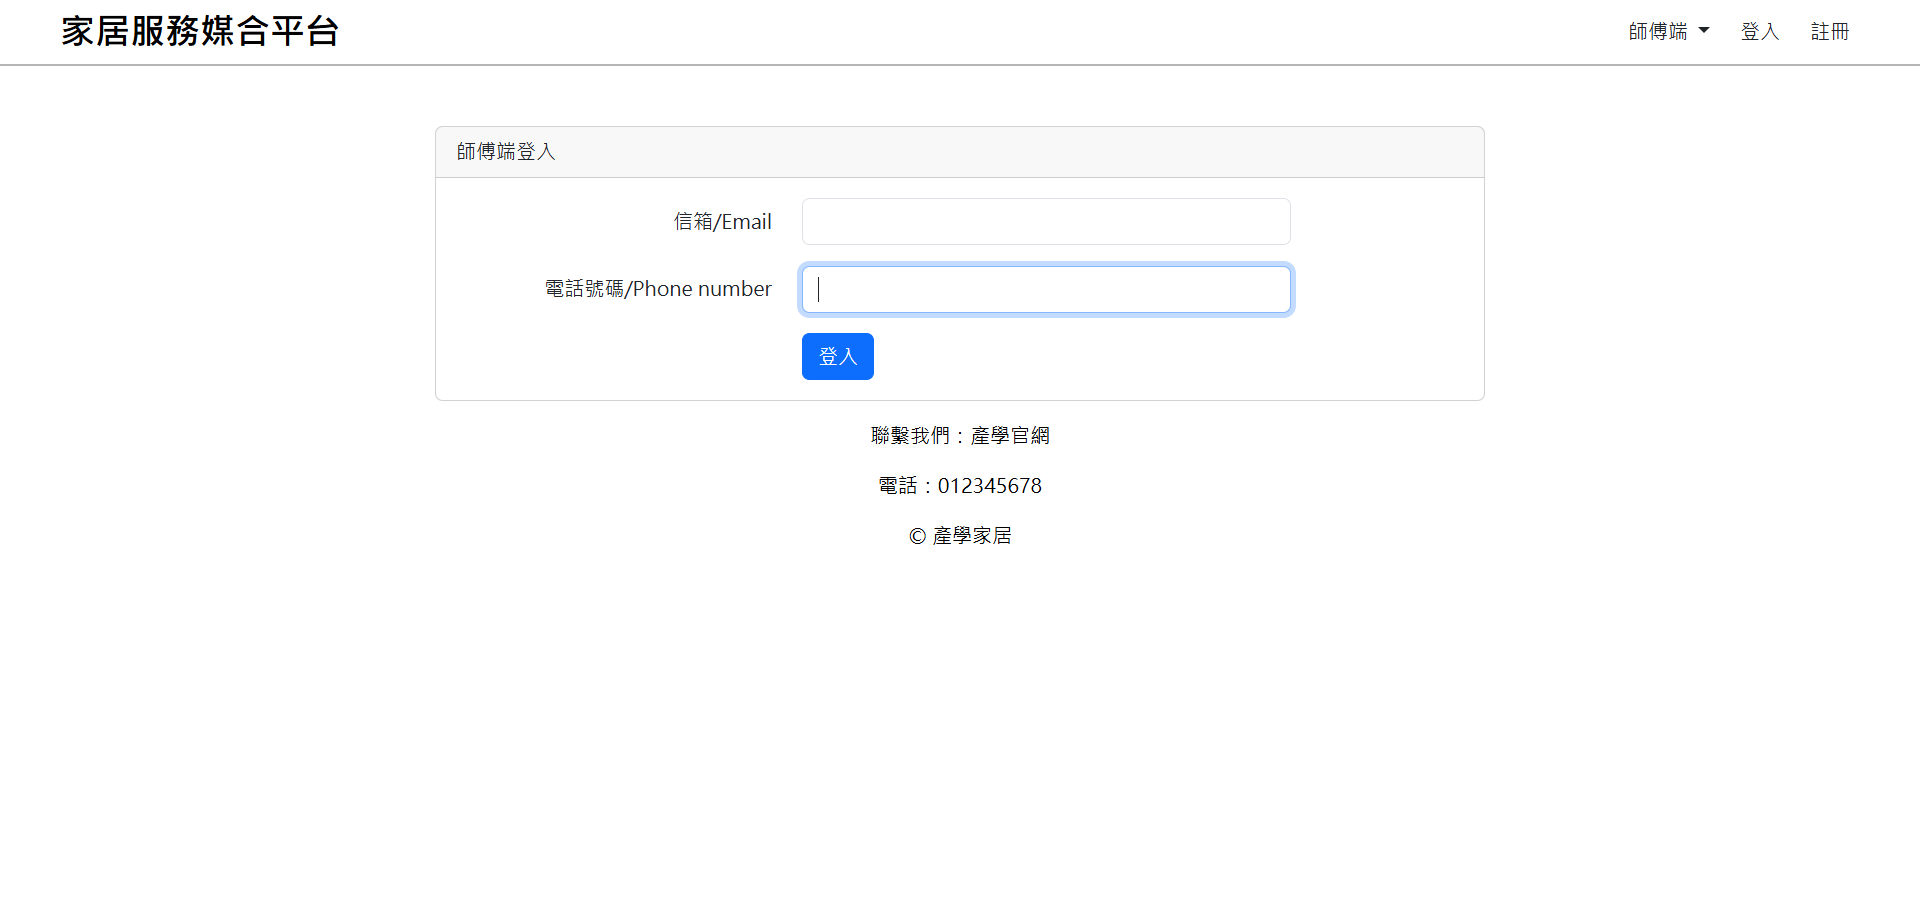 家居服務媒合平台
師傅端 登入 註冊
師傅端登入
信箱/Email
電話號碼/Phone number
登入
聯繫我們：產學官網
電話：012345678
© 產學家居